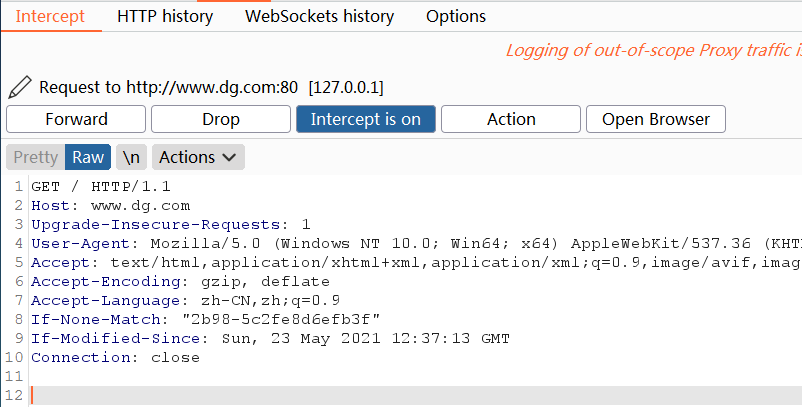 Intercept HTTP history WebSockets history Options
Logging of out-of-scope Proxy traffic i
Request to http://www.dg.com:80 [127.0.0.1]
Forward Drop Intercept is on Action Open Browser
Pretty Raw \n Actions
1 GET / HTTP/1.1
2 Host: www.dg.com
3 Upgrade-Insecure-Requests: 1
4 User-Agent: Mozilla/5.0 (Windows NT 10.0; Win64; x64) AppleWebKit/537.36 (KHT
5 Accept: text/html,application/xhtml+xml,application/xml;q=0.9,image/avif,imag
6 Accept-Encoding: gzip, deflate
7 Accept-Language: zh-CN,zh;q=0.9
8 If-None-Match: "2b98-5c2fe8d6efb3f"
9 If-Modified-Since: Sun, 23 May 2021 12:37:13 GMT
10 Connection: close
11
12